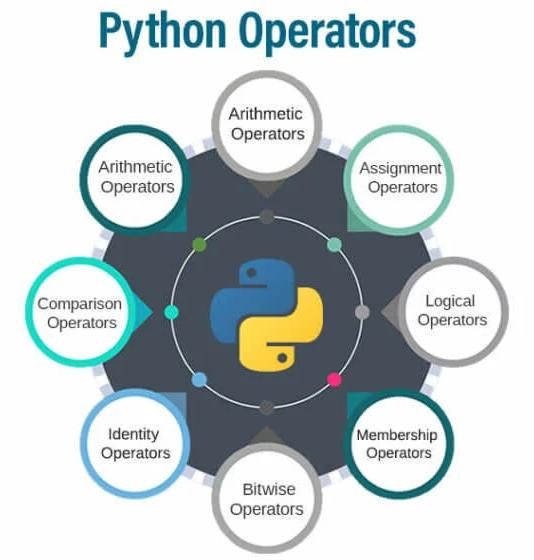 Python Operators
Arithmetic
Operators
Arithmetic
Operators
Assignment
Operators
Comparison
Operators
Logical
Operators
Identity
Operators
Membership
Operators
Bitwise
Operators